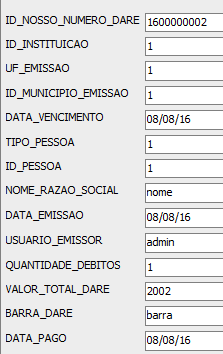 ID_NOSSO_NUMERO_DARE 1600000002
ID_INSTITUICAO 1
UF_EMISSAO 1
ID_MUNICIPIO_EMISSAO 1
DATA_VENCIMENTO 08/08/16
TIPO_PESSOA 1
ID_PESSOA 1
NOME_RAZAO_SOCIAL nome
DATA_EMISSAO 08/08/16
USUARIO_EMISSOR admin
QUANTIDADE_DEBITOS 1
VALOR_TOTAL_DARE 2002
BARRA_DARE barra
DATA_PAGO 08/08/16